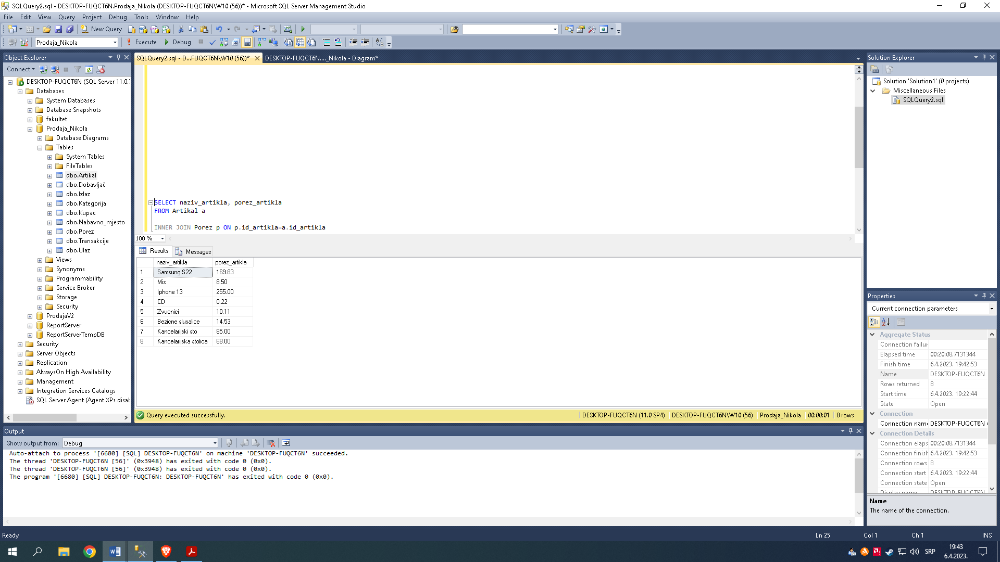 SQLQuery2.sql - DESKTOP-FUQCT6N.Prodaja_Nikola (DESKTOP-FUQCT6N\W10 (56))* - Microsoft SQL Server Management Studio
File Edit View Query Project Debug Tools Window Help
New Query
Prodaja_Nikola Execute Debug
Object Explorer
Connect
DESKTOP-FUQCT6N (SQL Server 11.0.
Databases
System Databases
Database Snapshots
fakultet
Prodaja_Nikola
Database Diagrams
Tables
System Tables
FileTables
dbo.Artikal
dbo.Dobavljač
dbo.Izlaz
dbo.Kategorija
dbo.Kupac
dbo.Nabavno_mjesto
dbo.Porez
dbo.Transakcije
dbo.Ulaz
Views
Synonyms
Programmability
Service Broker
Storage
Security
ProdajaV2
ReportServer
ReportServerTempDB
Security
Server Objects
Replication
AlwaysOn High Availability
Management
Integration Services Catalogs
SQL Server Agent (Agent XPs disab
SQLQuery2.sql - D...FUQCT6N\W10 (56))* DESKTOP-FUQCT6N...._Nikola - Diagram*
SELECT naziv_artikla, porez_artikla
FROM Artikal a
INNER JOIN Porez p ON p.id_artikla=a.id_artikla
100 %
Results Messages
naziv_artikla porez_artikla
1 Samsung S22 169.83
2 Mis 8.50
3 Iphone 13 255.00
4 CD 0.22
5 Zvucnici 10.11
6 Bezicne slusalice 14.53
7 Kancelarijski sto 85.00
8 Kancelarijska stolica 68.00
Query executed successfully. DESKTOP-FUQCT6N (11.0 SP4) DESKTOP-FUQCT6N\W10 (56) Prodaja_Nikola 00:00:01 8 rows
Output
Show output from: Debug
Auto-attach to process '[6680] [SQL] DESKTOP-FUQCT6N' on machine 'DESKTOP-FUQCT6N' succeeded.
The thread 'DESKTOP-FUQCT6N [56]' (0x3948) has exited with code 0 (0x0).
The thread 'DESKTOP-FUQCT6N [56]' (0x3948) has exited with code 0 (0x0).
The program '[6680] [SQL] DESKTOP-FUQCT6N: DESKTOP-FUQCT6N' has exited with code 0 (0x0).
Solution Explorer
Solution 'Solution1' (0 projects)
Miscellaneous Files
SQLQuery2.sql
Properties
Current connection parameters
Aggregate Status
Connection failur
Elapsed time 00:20:08.7131344
Finish time 6.4.2023. 19:42:53
Name DESKTOP-FUQCT6N
Rows returned 8
Start time 6.4.2023. 19:22:44
State Open
Connection
Connection nam DESKTOP-FUQCT6N
Connection Details
Connection elaps 00:20:08.7131344
Connection finish 6.4.2023. 19:42:53
Connection rows 8
Connection start 6.4.2023. 19:22:44
Connection state Open
Display name DESKTOP-FUQCT6N
Name
The name of the connection.
Ready Ln 25 Col 1 Ch 1 INS
SRP
19:43
6.4.2023.